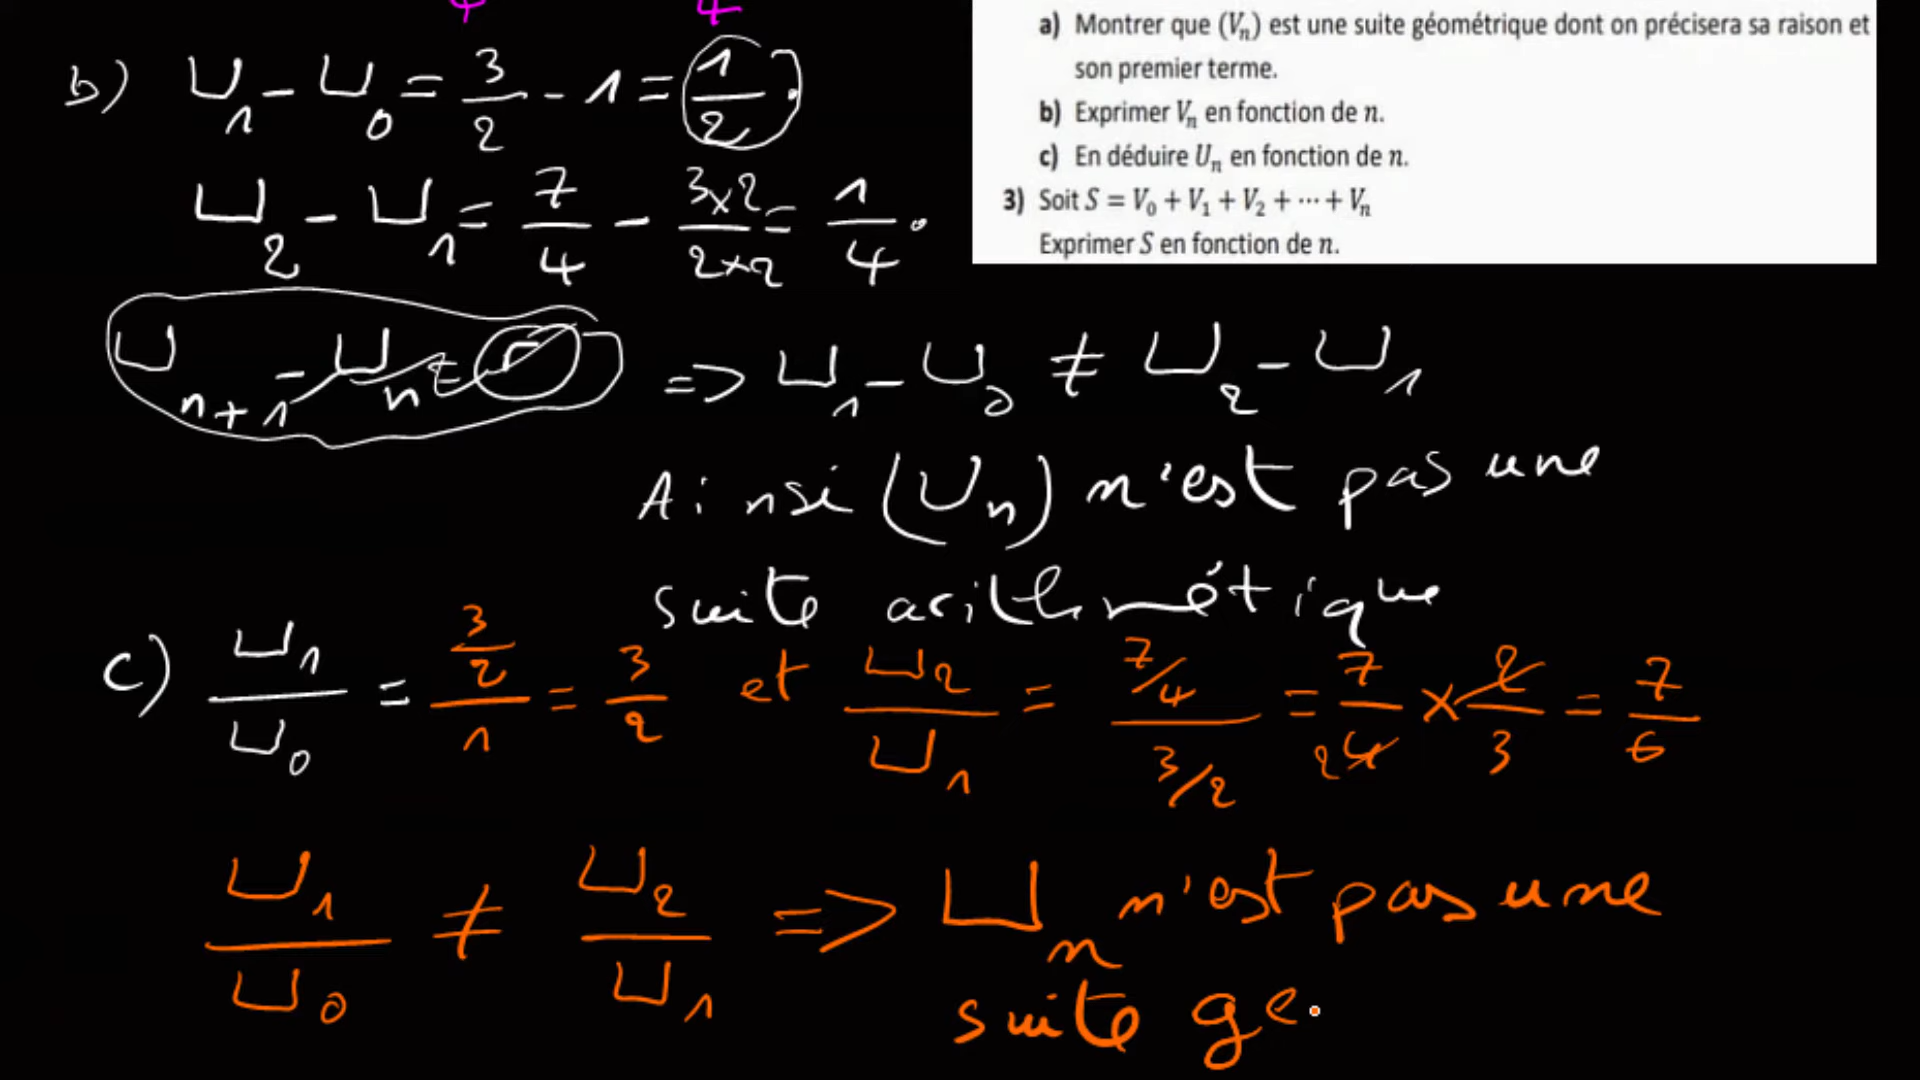 a) Montrer que (Vn) est une suite géométrique dont on précisera sa raison et
son premier terme.
b) Exprimer Vn en fonction de n.
c) En déduire Un en fonction de n.
3) Soit S = V0 + V1 + V2 + ⋯ + Vn
Exprimer S en fonction de n.
b) U1 - U0 = 3/2 - 1 = 1/2.
U2 - U1 = 7/4 - 3×2/2×2 = 1/4.
Un+1 - Un = r => U1 - U0 ≠ U2 - U1
Ainsi (Un) n'est pas une
suite arithmétique
c) U1/U0 = 3/2/1 = 3/2 et U2/U1 = 7/4/3/2 = 7/4 2 × 2/3 = 7/6
U1/U0 ≠ U2/U1 => Un n'est pas une
suite ge